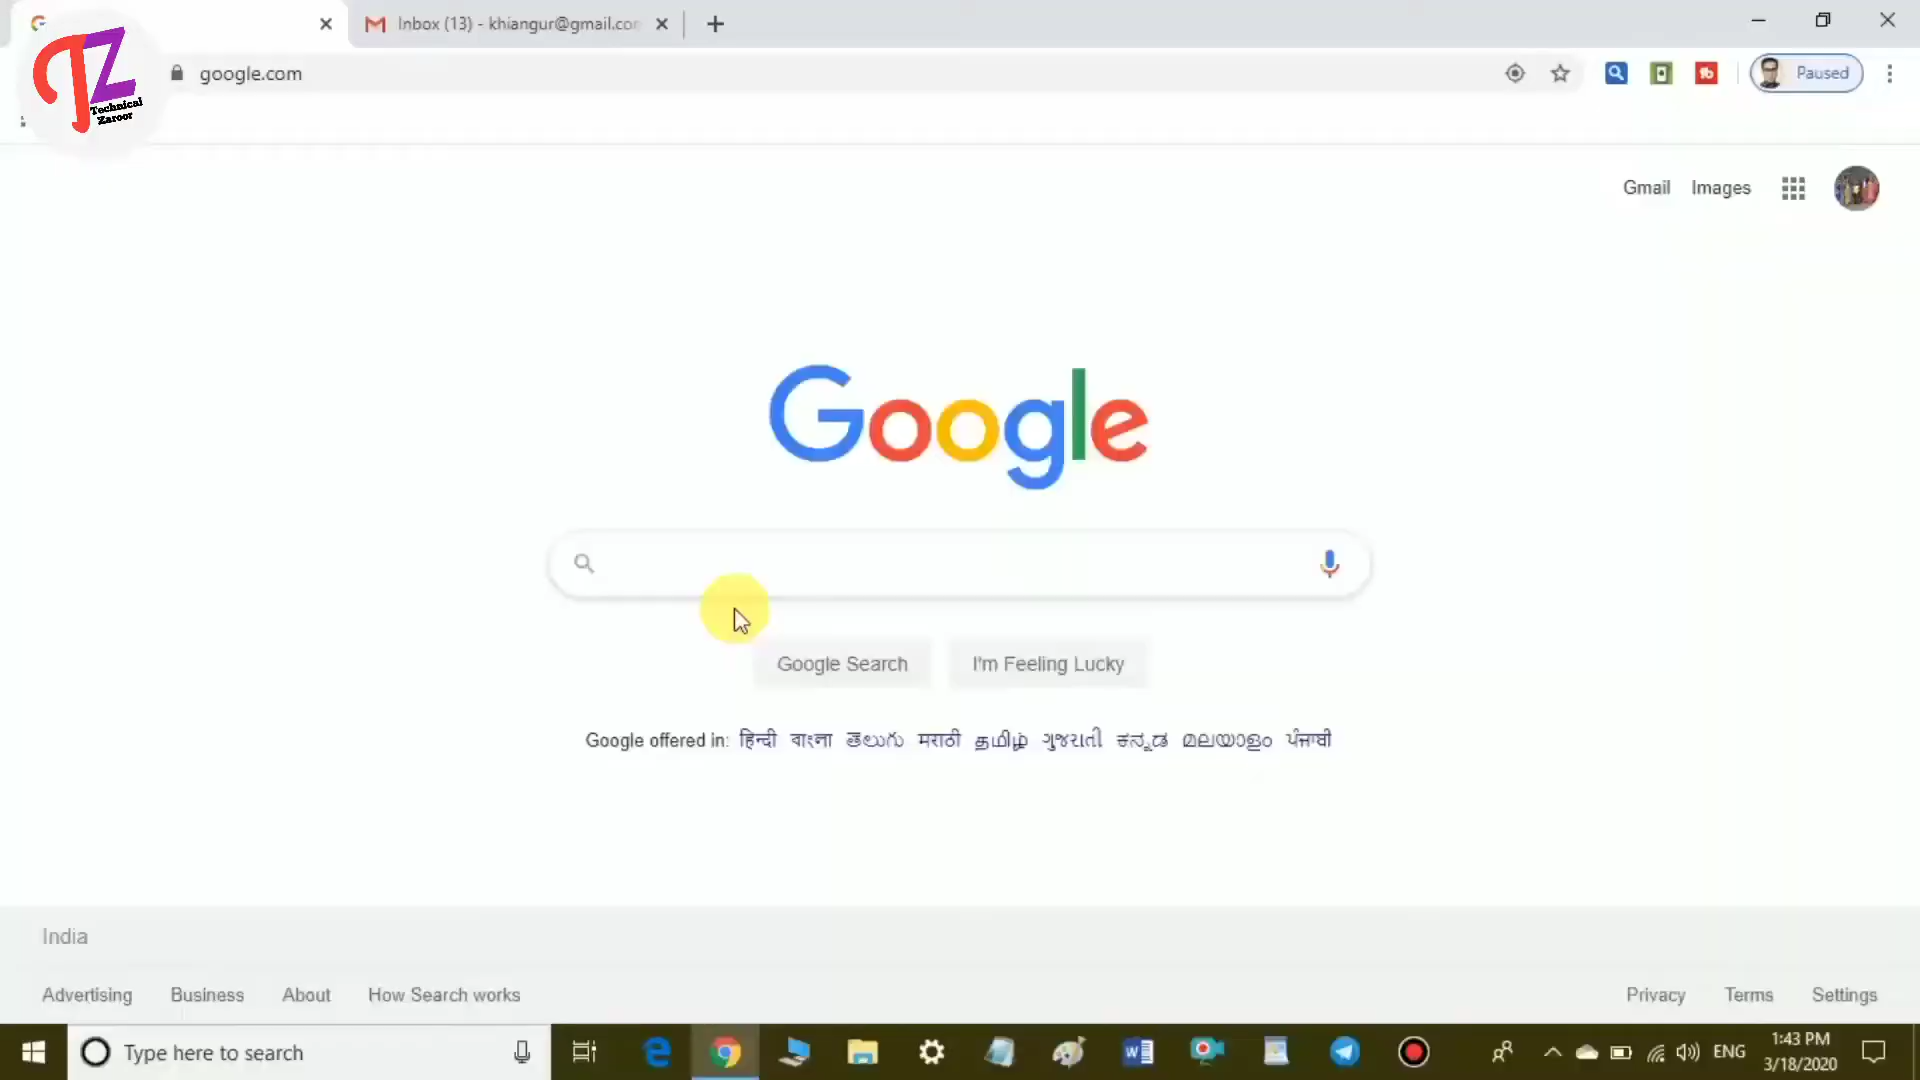 Inbox (13) - khiangur@gmail.co
google.com
Paused
Technical
Zaroor
Gmail Images
Google
Google Search I'm Feeling Lucky
Google offered in: हिन्दी বাংলা తెలుగు मराठी தமிழ் ગુજરાતી ಕನ್ನಡ മലയാളം ਪੰਜਾਬੀ
India
Advertising Business About How Search works Privacy Terms Settings
Type here to search ENG 1:43 PM
3/18/2020